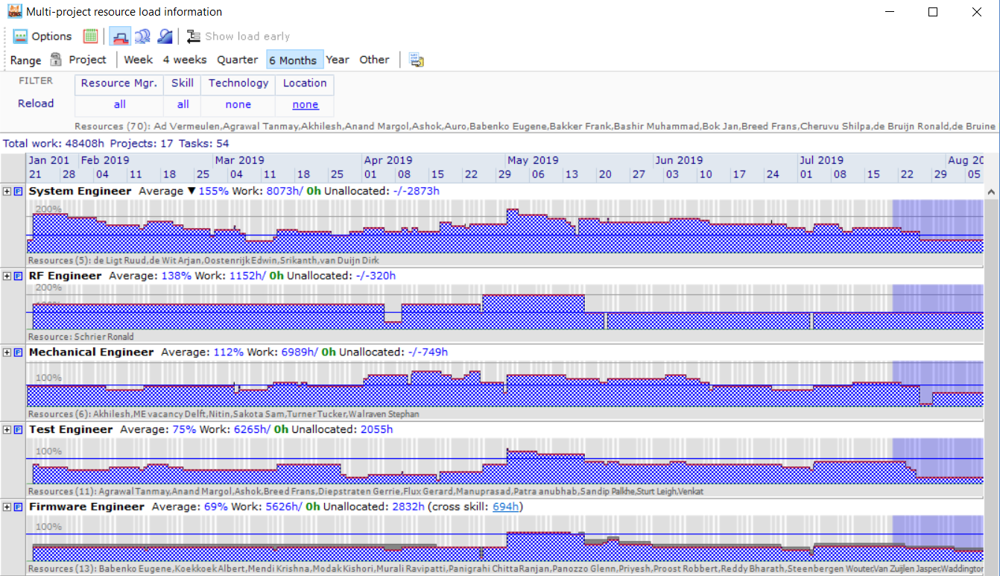 Multi-project resource load information
Options Show load early
Range Project Week 4 weeks Quarter 6 Months Year Other
FILTER Resource Mgr. Skill Technology Location
Reload all all none none
Resources (70): Ad Vermeulen,Agrawal Tanmay,Akhilesh,Anand Margol,Ashok,Auro,Babenko Eugene,Bakker Frank,Bashir Muhammad,Bok Jan,Breed Frans,Cheruvu Shilpa,de Bruijn Ronald,de Bruine
Total work: 48408h Projects: 17 Tasks: 54
Jan 201 Feb 2019 Mar 2019 Apr 2019 May 2019 Jun 2019 Jul 2019 Aug 20
21 28 04 11 18 25 04 11 18 25 01 08 15 22 29 06 13 20 27 03 10 17 24 01 08 15 22 29 05
System Engineer Average ▼ 155% Work: 8073h/ 0h Unallocated: -/-2873h
200%
Resources (5): de Ligt Ruud,de Wit Arjan,Oostenrijk Edwin,Srikanth,van Duijn Dirk
RF Engineer Average: 138% Work: 1152h/ 0h Unallocated: -/-320h
200%
Resource: Schrier Ronald
Mechanical Engineer Average: 112% Work: 6989h/ 0h Unallocated: -/-749h
100%
Resources (6): Akhilesh,ME vacancy Delft,Nitin,Sakota Sam,Turner Tucker,Walraven Stephan
Test Engineer Average: 75% Work: 6265h/ 0h Unallocated: 2055h
100%
Resources (11): Agrawal Tanmay,Anand Margol,Ashok,Breed Frans,Diepstraten Gerrie,Flux Gerard,Manuprasad,Patra anubhab,Sandip Palkhe,Sturt Leigh,Venkat
Firmware Engineer Average: 69% Work: 5626h/ 0h Unallocated: 2832h (cross skill: 694h)
100%
Resources (13): Babenko Eugene,Koekkoek Albert,Mendi Krishna,Modak Kishori,Murali Ravipatti,Panigrahi ChittaRanjan,Panozzo Glenn,Priyesh,Proost Robbert,Reddy Bharath,Steenbergen Wouter,Van Zuijlen Jasper,Waddington